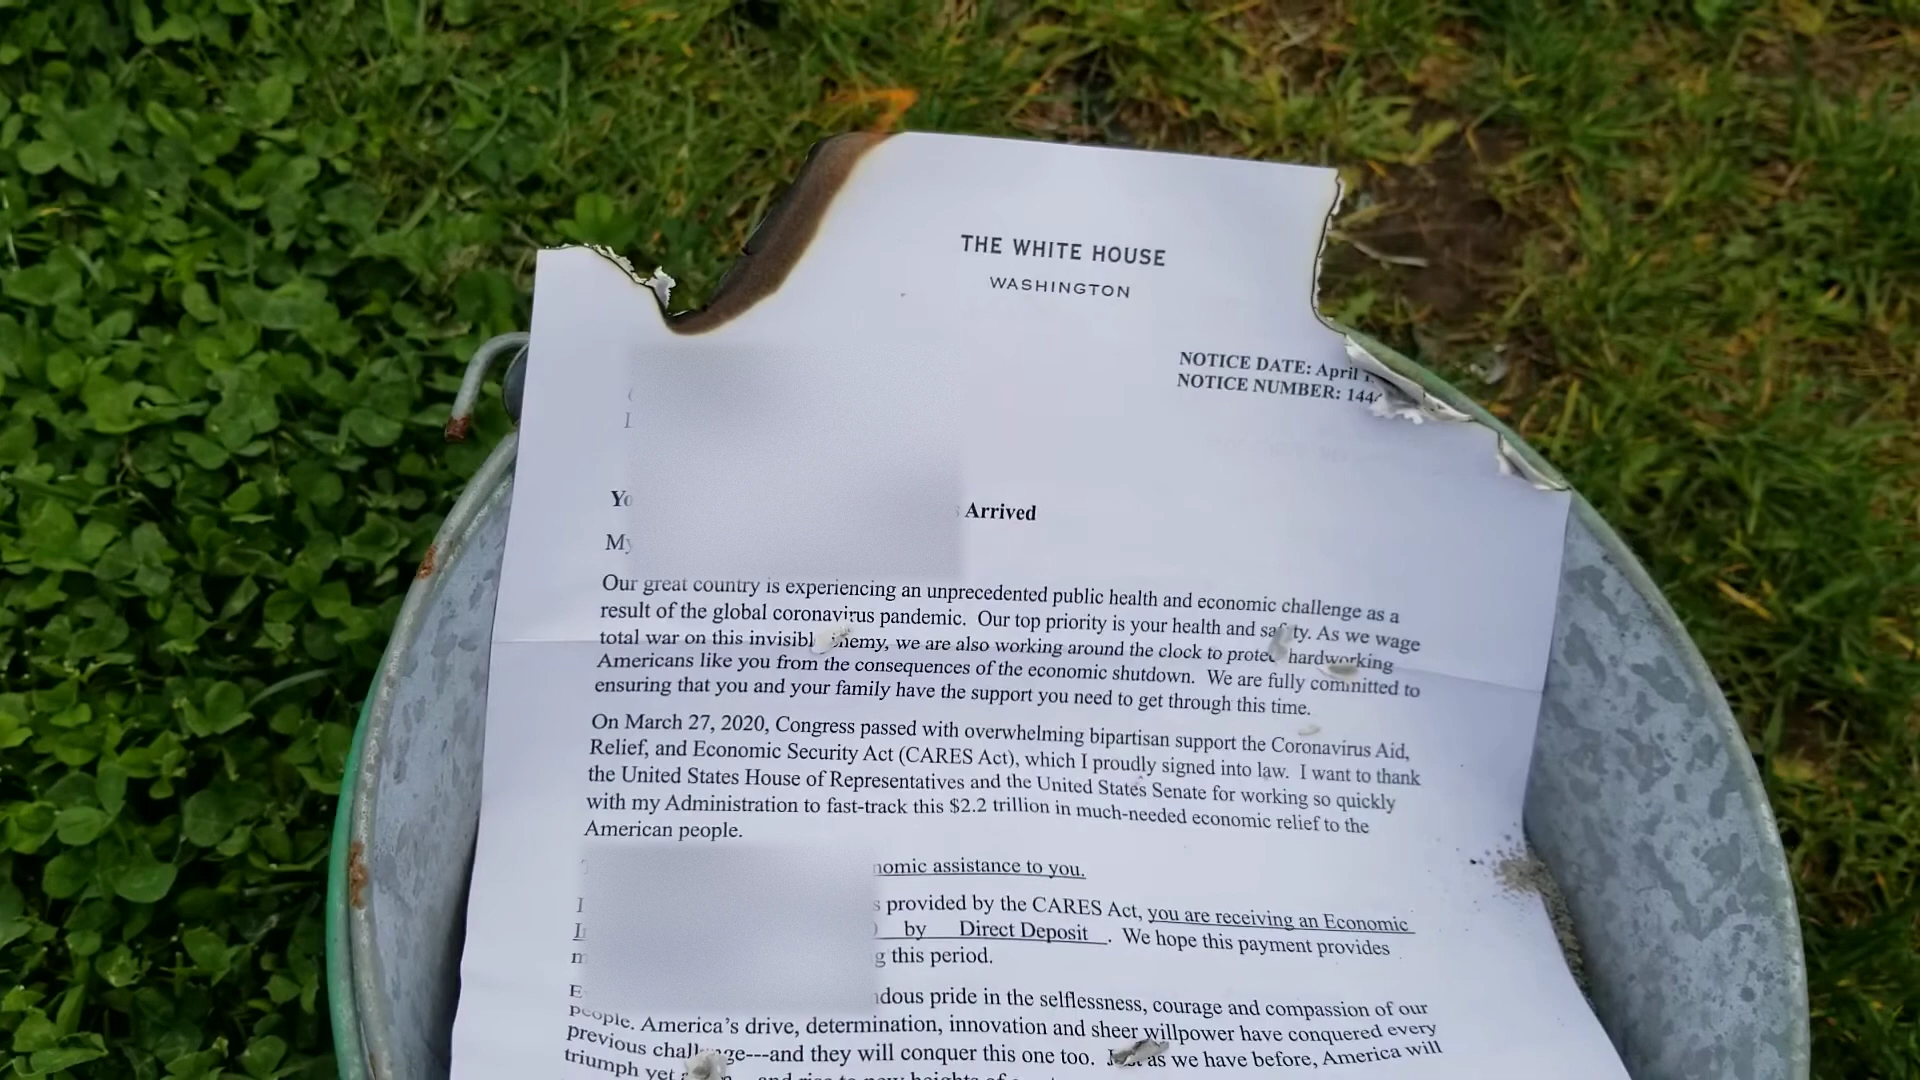 THE WHITE HOUSE
WASHINGTON
NOTICE DATE: April
NOTICE NUMBER: 144
Arrived
Our great country is experiencing an unprecedented public health and economic challenge as a
result of the global coronavirus pandemic. Our top priority is your health and safety. As we wage
total war on this invisible enemy, we are also working around the clock to protect hardworking
Americans like you from the consequences of the economic shutdown. We are fully committed to
ensuring that you and your family have the support you need to get through this time.
On March 27, 2020, Congress passed with overwhelming bipartisan support the Coronavirus Aid,
Relief, and Economic Security Act (CARES Act), which I proudly signed into law. I want to thank
the United States House of Representatives and the United States Senate for working so quickly
with my Administration to fast-track this $2.2 trillion in much-needed economic relief to the
American people.
nomic assistance to you.
provided by the CARES Act, you are receiving an Economic
) by Direct Deposit . We hope this payment provides
g this period.
ndous pride in the selflessness, courage and compassion of our
people. America's drive, determination, innovation and sheer willpower have conquered every
previous challenge---and they will conquer this one too. Just as we have before, America will
triumph yet